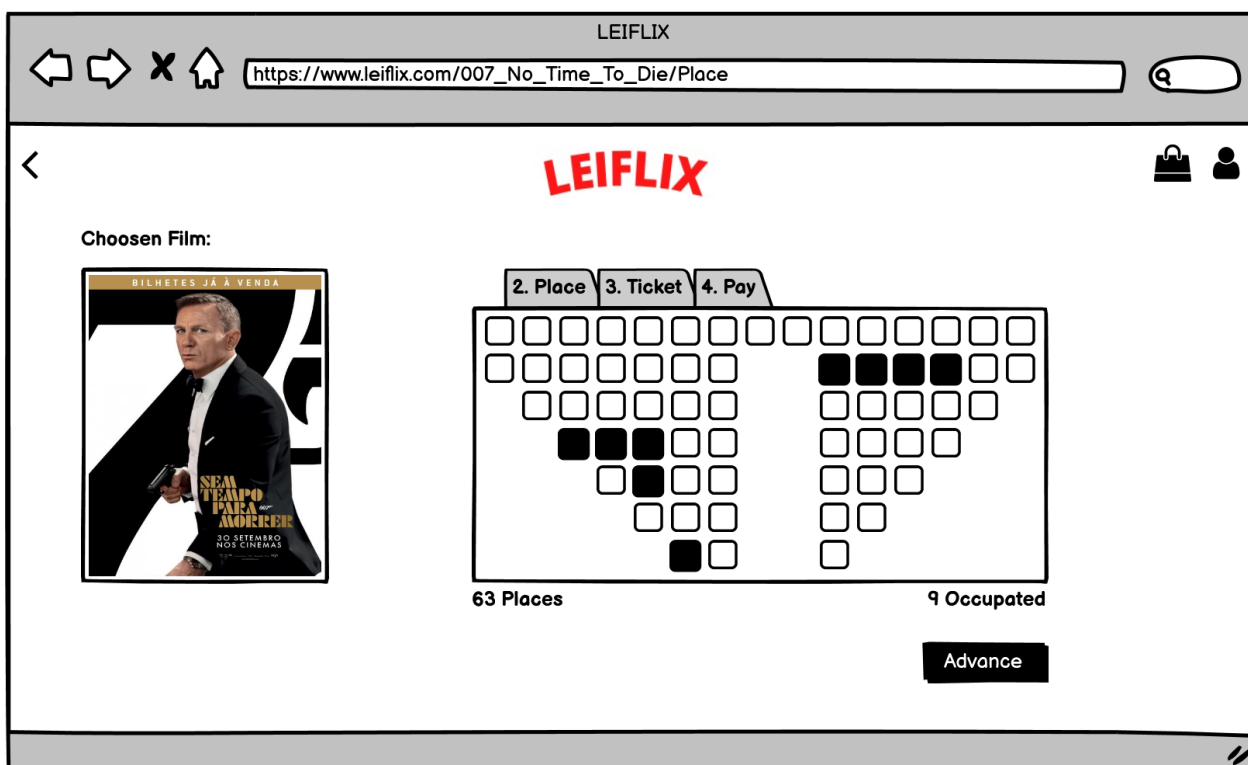 LEIFLIX
https://www.leiflix.com/007_No_Time_To_Die/Place
LEIFLIX
Choosen Film:
BILHETES JÁ À VENDA
SEM
TEMPO
PARA 007
MORRER
30 SETEMBRO
NOS CINEMAS
2. Place
3. Ticket
4. Pay
63 Places
9 Occupated
Advance